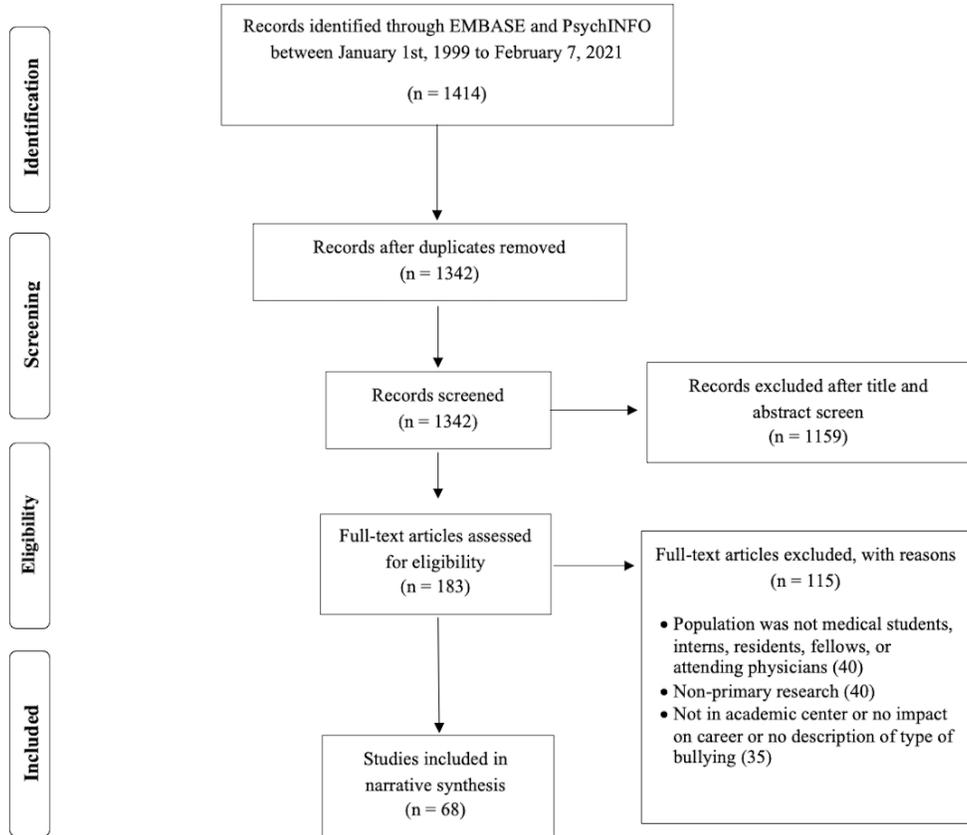 Identification
Records identified through EMBASE and PsychINFO
between January 1st, 1999 to February 7, 2021
(n = 1414)
Screening
Records after duplicates removed
(n = 1342)
Records screened
(n = 1342)
Records excluded after title and
abstract screen
(n = 1159)
Eligibility
Full-text articles assessed
for eligibility
(n = 183)
Full-text articles excluded, with reasons
(n = 115)
• Population was not medical students,
interns, residents, fellows, or
attending physicians (40)
• Non-primary research (40)
• Not in academic center or no impact
on career or no description of type of
bullying (35)
Included
Studies included in
narrative synthesis
(n = 68)